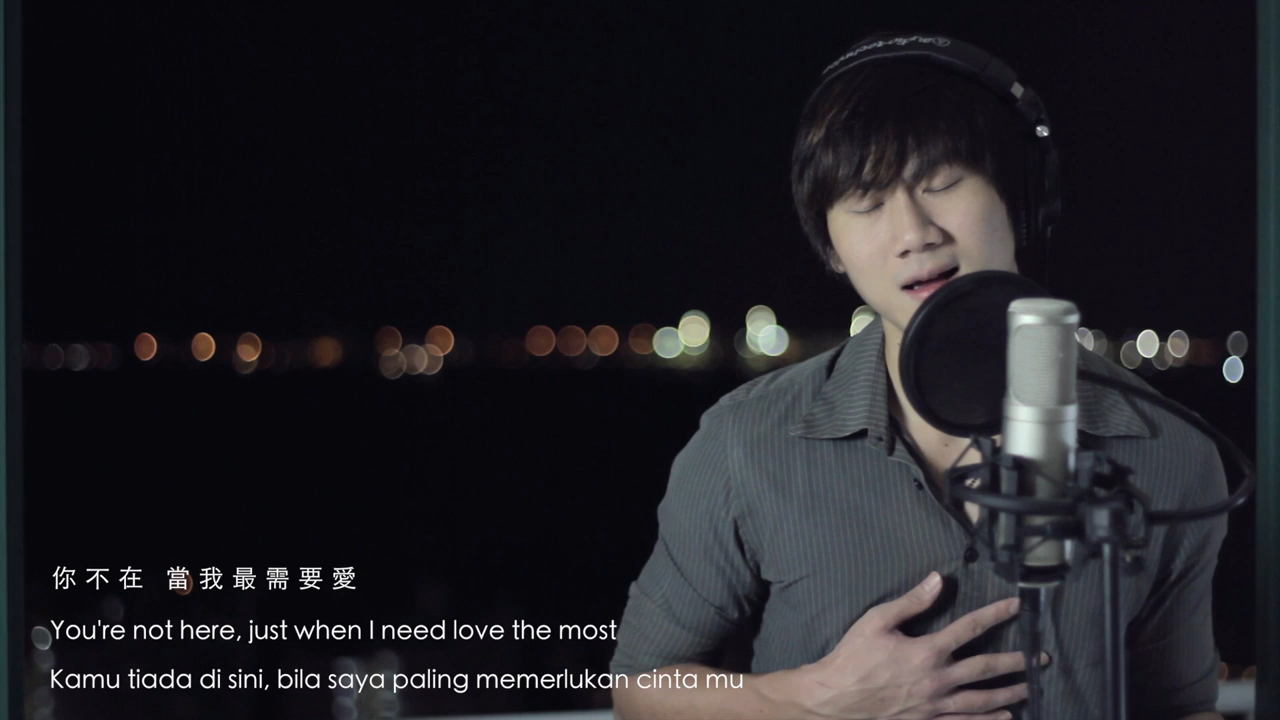 你不在 當我最需要愛
You're not here, just when I need love the most
Kamu tiada di sini, bila saya paling memerlukan cinta mu